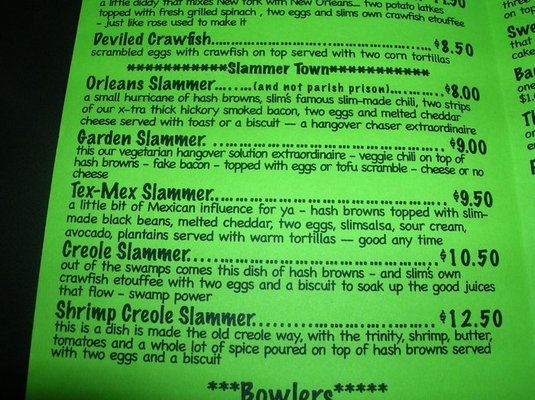 a little diddy that mixes New York with New Orleans... two potato latkes
topped with fresh grilled spinach , two eggs and slims own crawfish etouffee
- just like rose used to make it
Deviled Crawfish............................................ $8.50
scrambled eggs with crawfish on top served with two corn tortillas
***********Slammer Town***********
Orleans Slammer.......(and not parish prison)......... $8.00
a small hurricane of hash browns, slim's famous slim-made chili, two strips
of our x-tra thick hickory smoked bacon, two eggs and melted cheddar
cheese served with toast or a biscuit — a hangover chaser extraordinaire
Garden Slammer. ............................................ $9.00
this our vegetarian hangover solution extraordinaire - veggie chili on top of
hash browns - fake bacon - topped with eggs or tofu scramble - cheese or no
cheese
Tex-Mex Slammer............................................ $9.50
a little bit of Mexican influence for ya - hash browns topped with slim-
made black beans, melted cheddar, two eggs, slimsalsa, sour cream,
avocado, plantains served with warm tortillas — good any time
Creole Slammer............................................. $10.50
out of the swamps comes this dish of hash browns - and slim's own
crawfish etouffee with two eggs and a biscuit to soak up the good juices
that flow - swamp power
Shrimp Creole Slammer................................. $12.50
this is a dish is made the old creole way, with the trinity, shrimp, butter,
tomatoes and a whole lot of spice poured on top of hash browns served
with two eggs and a biscuit
***Bowlers*****